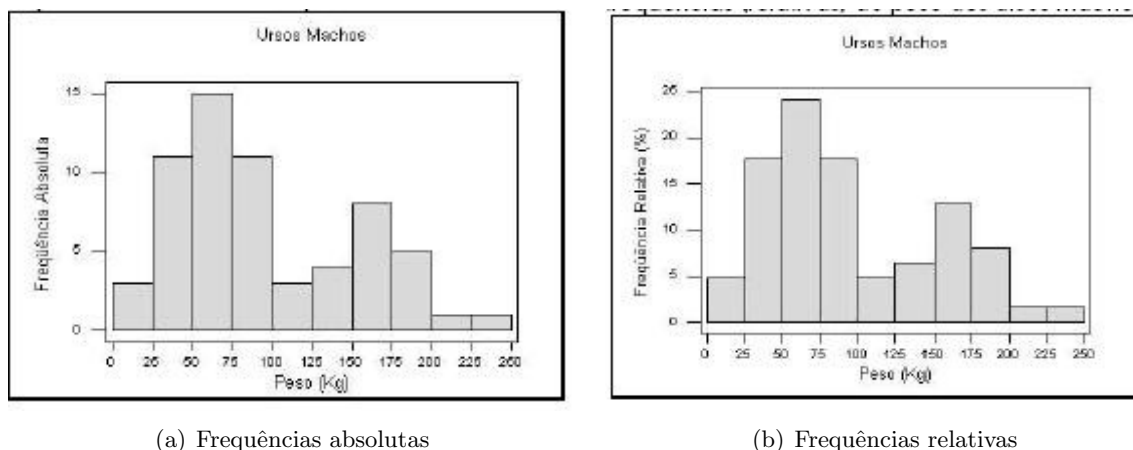 Ursos Machos
Freqüência Absoluta
15
10
5
0
0 25 50 75 100 125 150 175 200 225 250
Peso (Kg)
(a) Frequências absolutas
Ursos Machos
Freqüência Relativa (%)
25
20
15
10
5
0
0 25 50 75 100 125 150 175 200 225 250
Peso (Kg)
(b) Frequências relativas